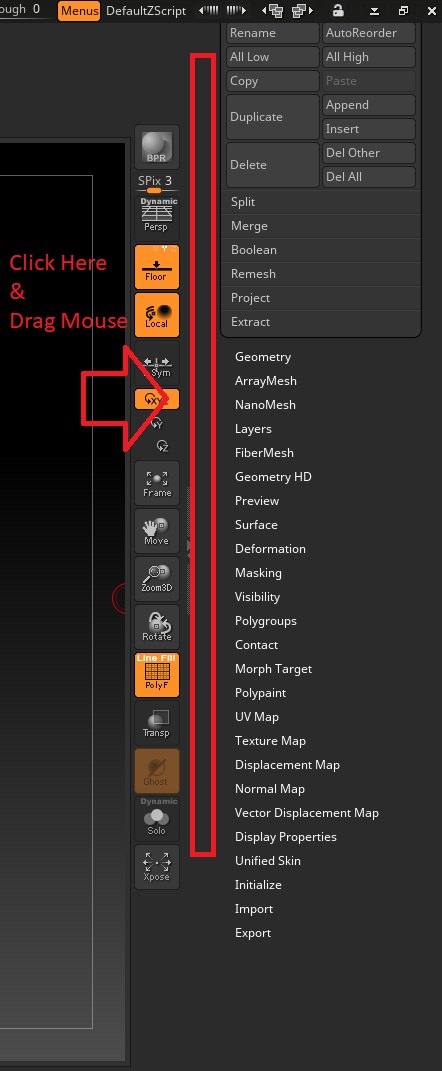 ough 0 Menus DefaultZScript
Rename AutoReorder
All Low All High
Copy Paste
Duplicate Append
Insert
Delete Del Other
Del All
Split
Merge
Boolean
Remesh
Project
Extract
Geometry
ArrayMesh
NanoMesh
Layers
FiberMesh
Geometry HD
Preview
Surface
Deformation
Masking
Visibility
Polygroups
Contact
Morph Target
Polypaint
UV Map
Texture Map
Displacement Map
Normal Map
Vector Displacement Map
Display Properties
Unified Skin
Initialize
Import
Export
BPR
SPix 3
Dynamic
Persp
Floor
Local
Sym
Y
Z
Frame
Move
Zoom3D
Rotate
Line Fill
PolyF
Transp
Ghost
Dynamic
Solo
Xpose
Click Here
&
Drag Mouse